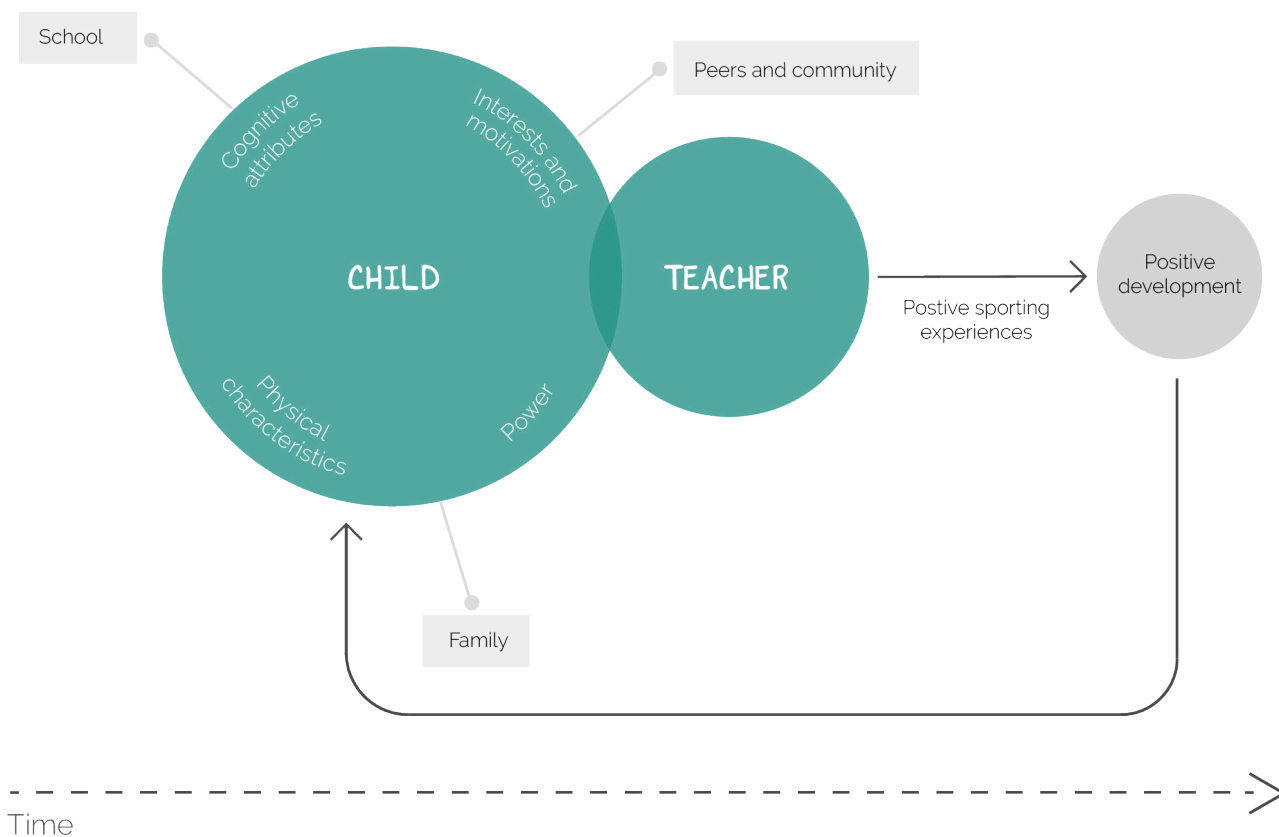 School
Peers and community
Cognitive
attributes
Interests and
motivations
CHILD
TEACHER
Positive
development
Postive sporting
experiences
Physical
characteristics
Power
Family
Time